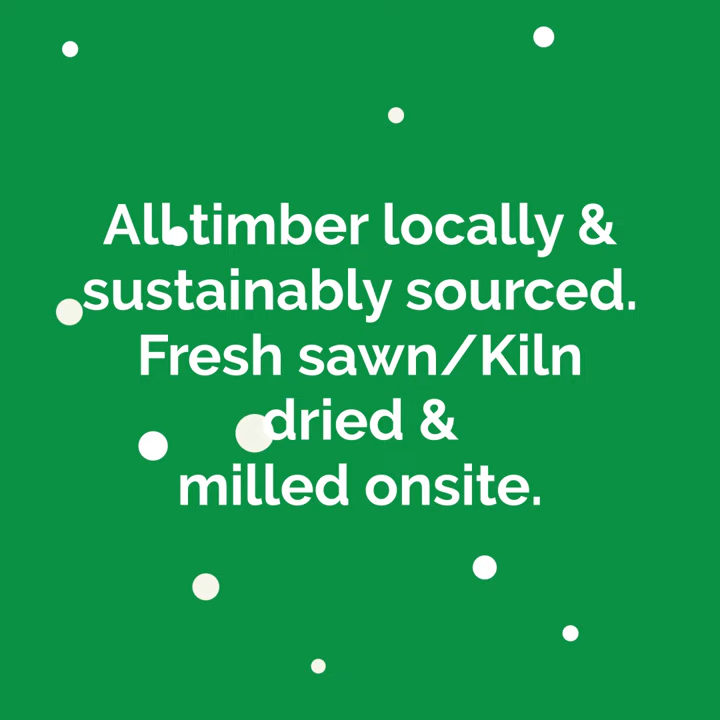 All timber locally &
sustainably sourced.
Fresh sawn/Kiln
dried &
milled onsite.